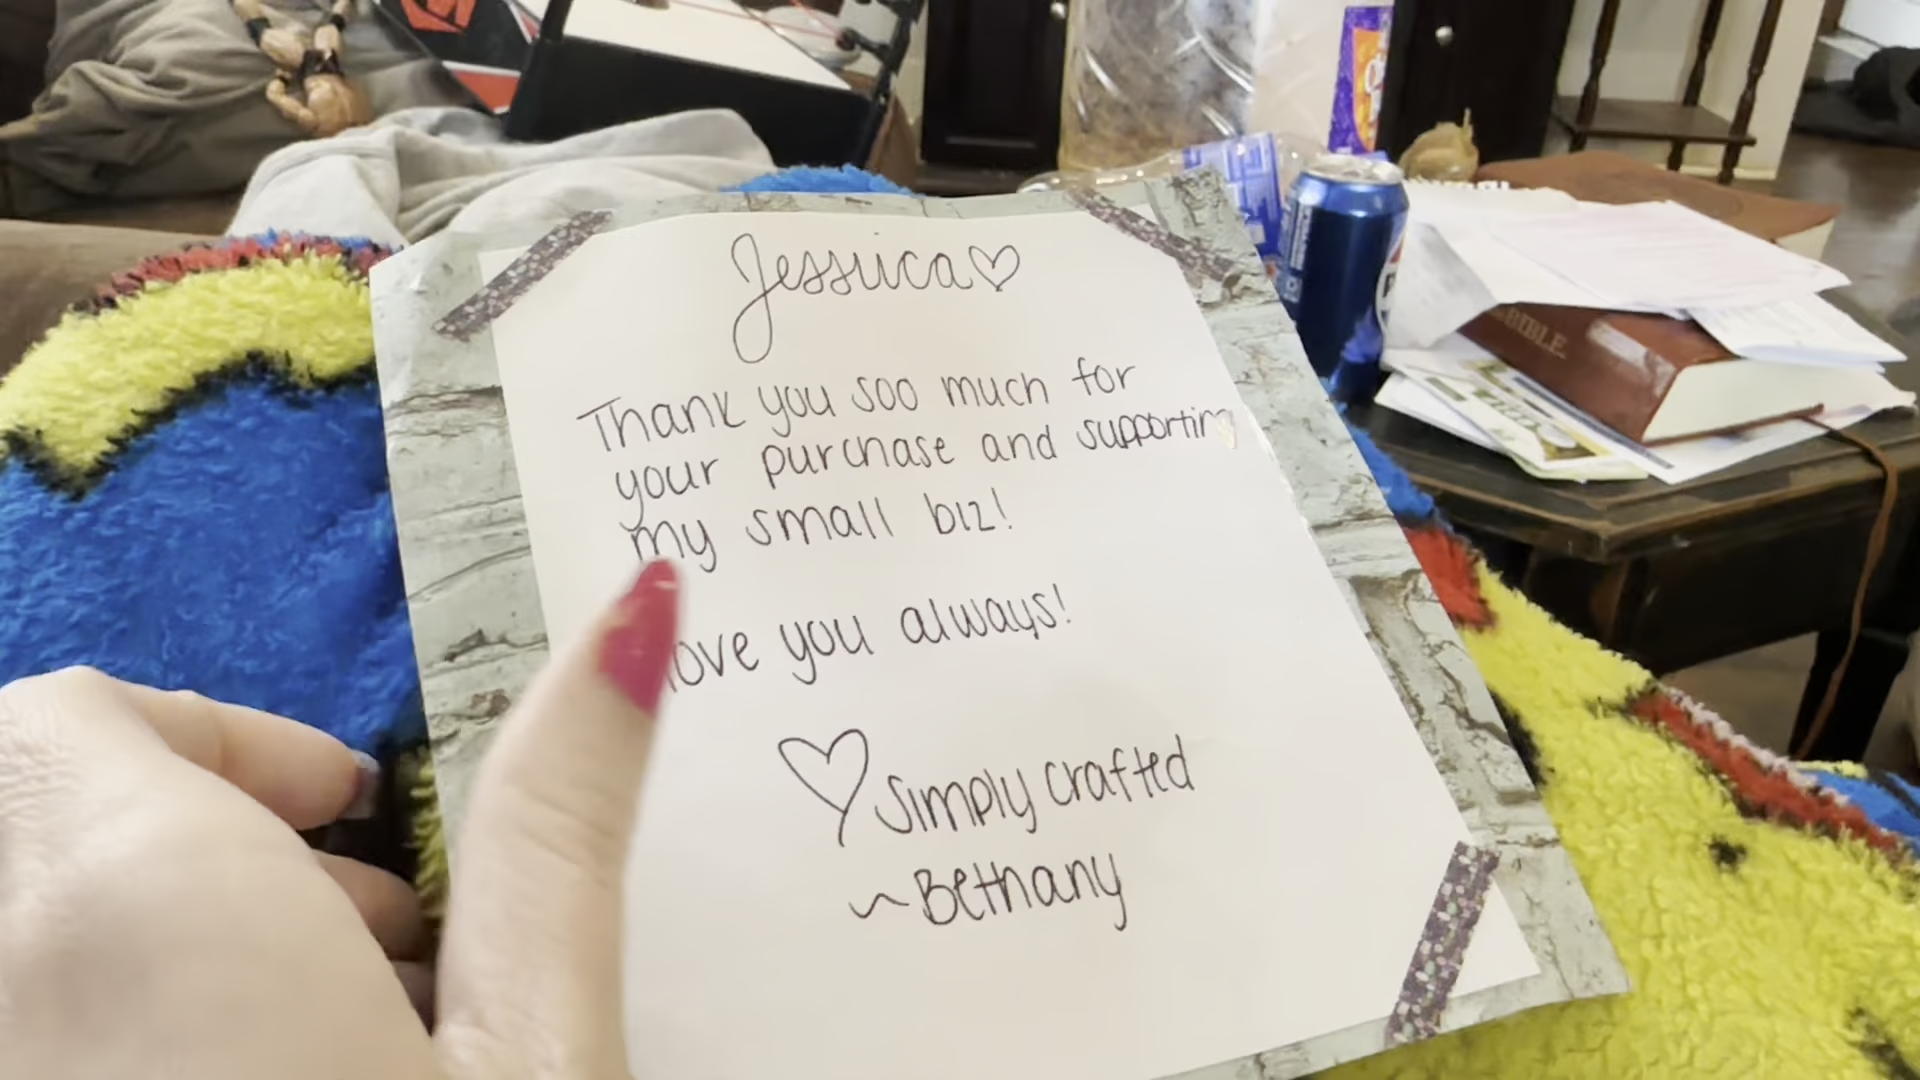 Jessica♡
Thank you soo much for
your purchase and supporting
my small biz!
love you always!
♡ Simply Crafted
~Bethany
BIBLE